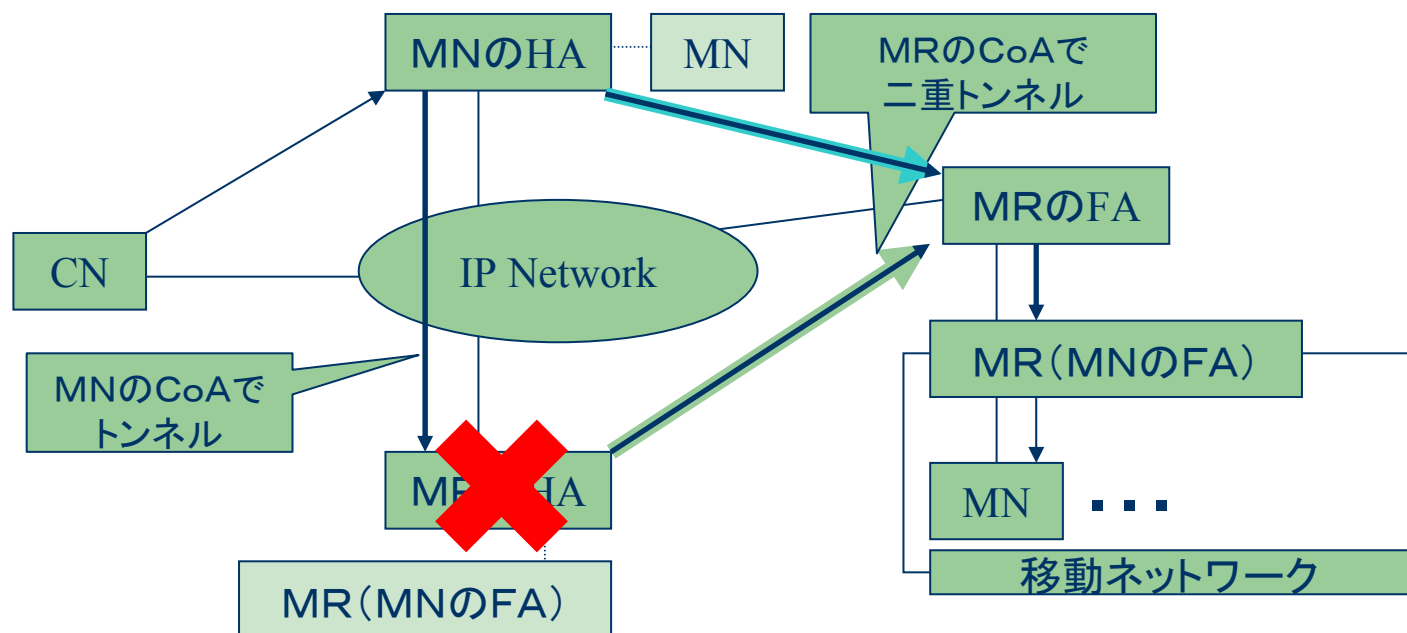 MNのHA
MN
MRのCoAで
二重トンネル
MRのFA
CN
IP Network
MNのCoAで
トンネル
MR(MNのFA)
MN
・・・
HA
移動ネットワーク
MR(MNのFA)